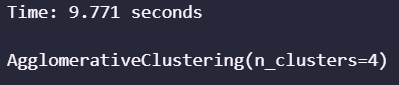 Time: 9.771 seconds
AgglomerativeClustering(n_clusters=4)